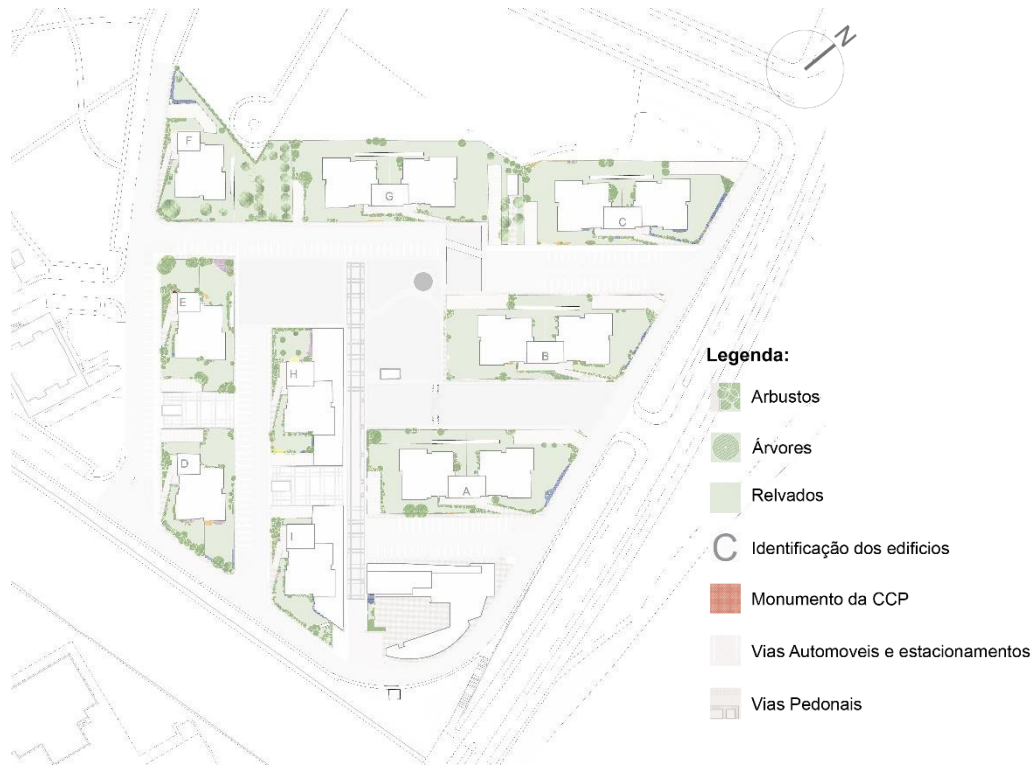 N
F
G
C
E
H
B
D
A
I
Legenda:
Arbustos
Árvores
Relvados
C Identificação dos edificios
Monumento da CCP
Vias Automoveis e estacionamentos
Vias Pedonais